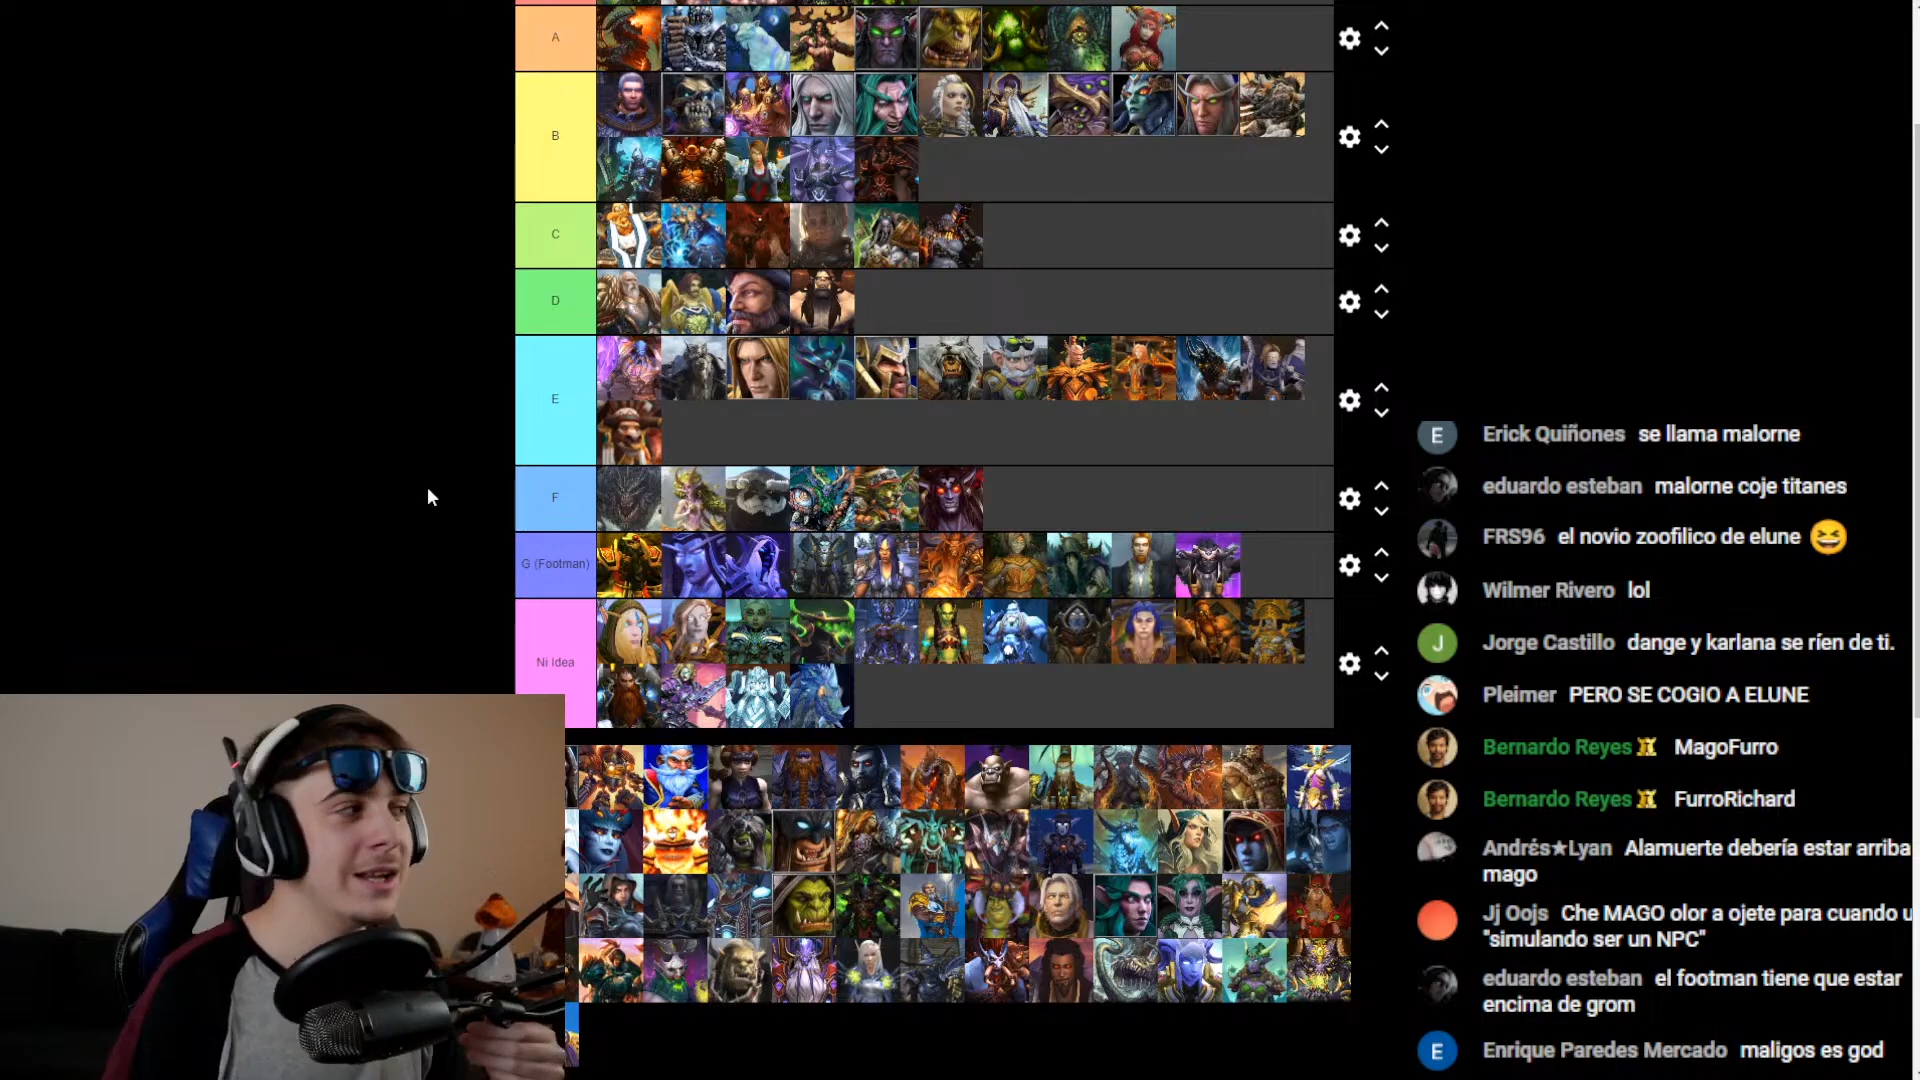 A
B
C
D
E
F
G (Footman)
Ni Idea
Erick Quiñones se llama malorne
eduardo esteban malorne coje titanes
FRS96 el novio zoofilico de elune
Wilmer Rivero lol
Jorge Castillo dange y karlana se ríen de ti.
Pleimer PERO SE COGIO A ELUNE
Bernardo Reyes MagoFurro
Bernardo Reyes FurroRichard
Andrés★Lyan Alamuerte debería estar arriba
mago
Jj Oojs Che MAGO olor a ojete para cuando u
"simulando ser un NPC"
eduardo esteban el footman tiene que estar
encima de grom
Enrique Paredes Mercado maligos es god
E
J
E